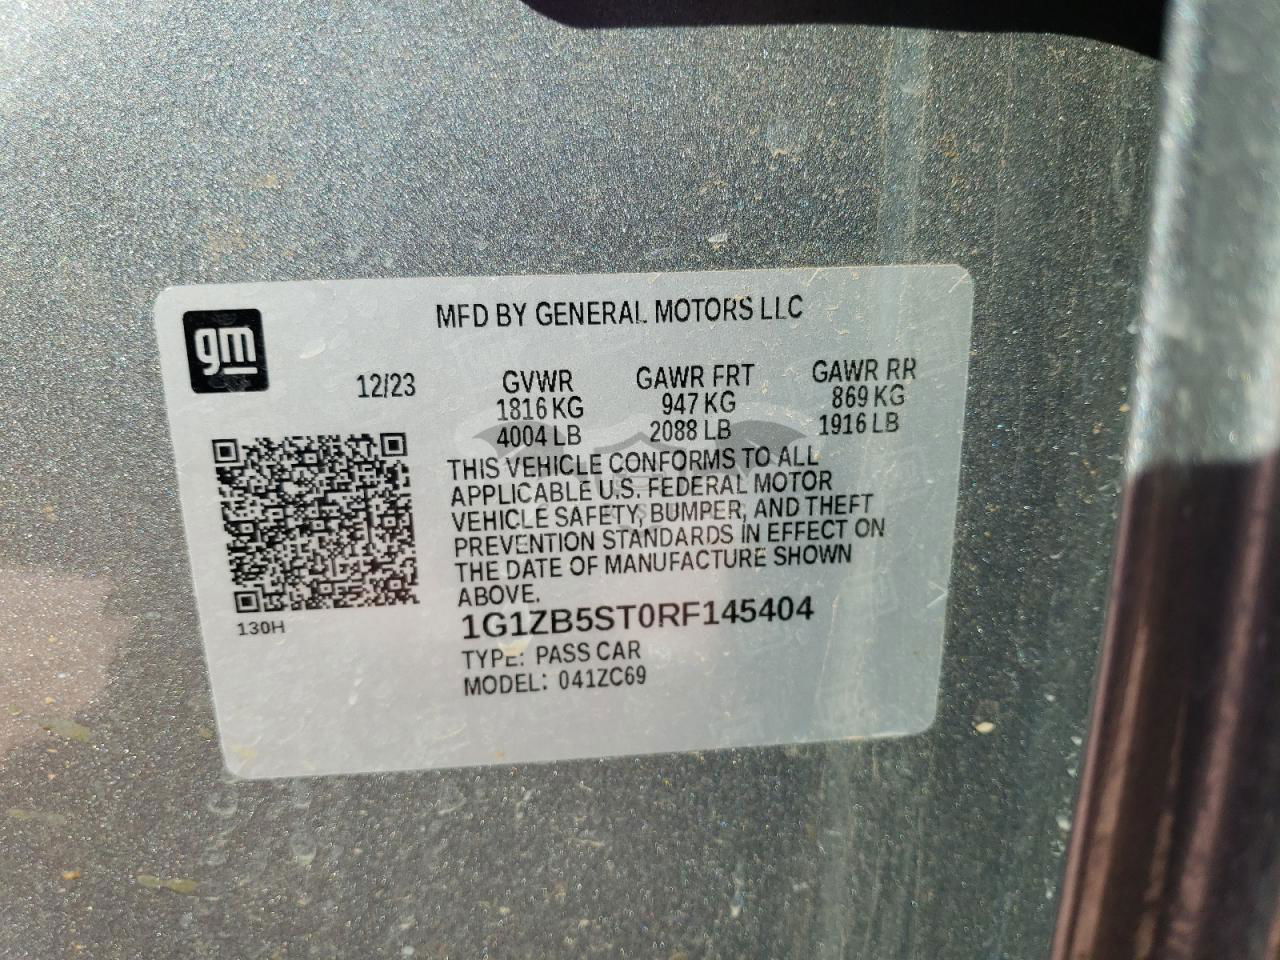 gm
MFD BY GENERAL MOTORS LLC
12/23
GVWR
1816 KG
4004 LB
GAWR FRT
947 KG
2088 LB
GAWR RR
869 KG
1916 LB
THIS VEHICLE CONFORMS TO ALL
APPLICABLE U.S. FEDERAL MOTOR
VEHICLE SAFETY, BUMPER, AND THEFT
PREVENTION STANDARDS IN EFFECT ON
THE DATE OF MANUFACTURE SHOWN
ABOVE.
1G1ZB5ST0RF145404
TYPE: PASS CAR
MODEL: 041ZC69
130H